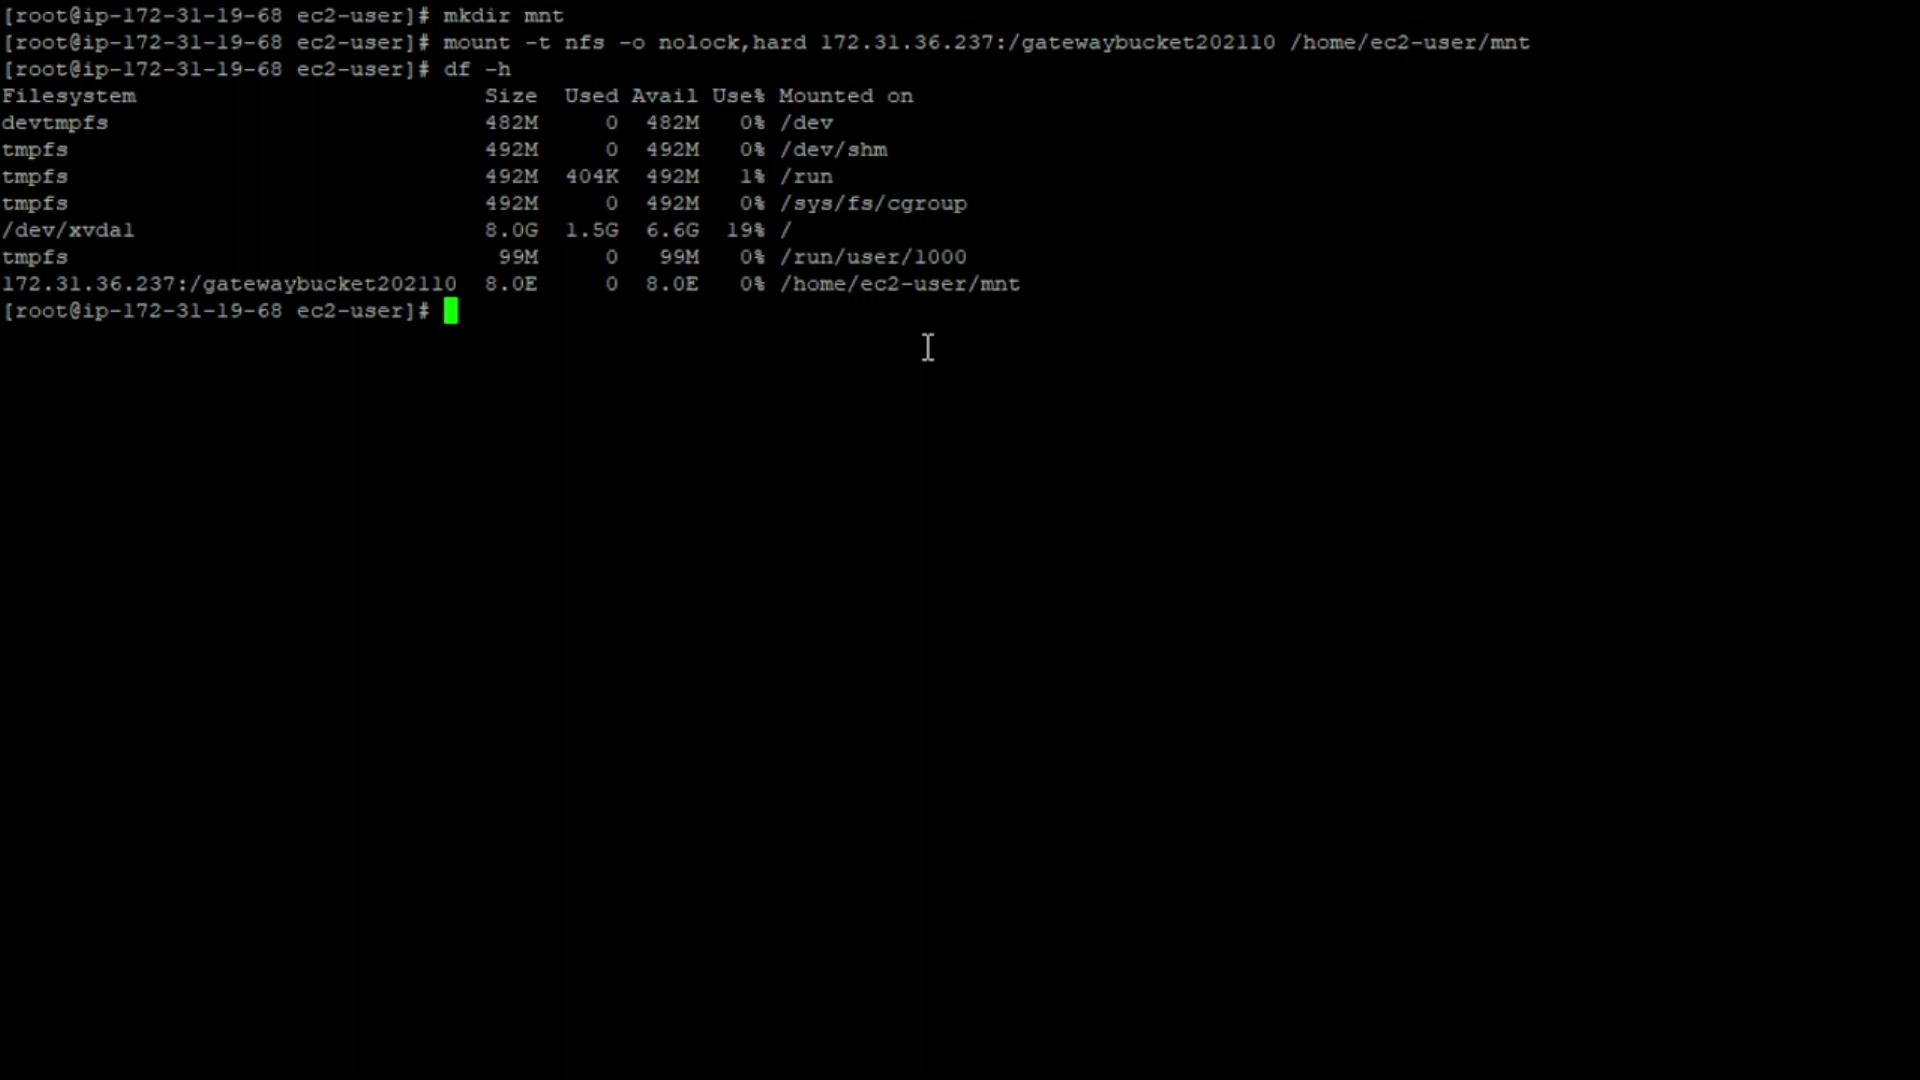 [root@ip-172-31-19-68 ec2-user]# mkdir mnt
[root@ip-172-31-19-68 ec2-user]# mount -t nfs -o nolock,hard 172.31.36.237:/gatewaybucket202110 /home/ec2-user/mnt
[root@ip-172-31-19-68 ec2-user]# df -h
Filesystem                          Size  Used Avail Use% Mounted on
devtmpfs                            482M     0  482M   0% /dev
tmpfs                               492M     0  492M   0% /dev/shm
tmpfs                               492M  404K  492M   1% /run
tmpfs                               492M     0  492M   0% /sys/fs/cgroup
/dev/xvda1                          8.0G  1.5G  6.6G  19% /
tmpfs                                99M     0   99M   0% /run/user/1000
172.31.36.237:/gatewaybucket202110  8.0E     0  8.0E   0% /home/ec2-user/mnt
[root@ip-172-31-19-68 ec2-user]#